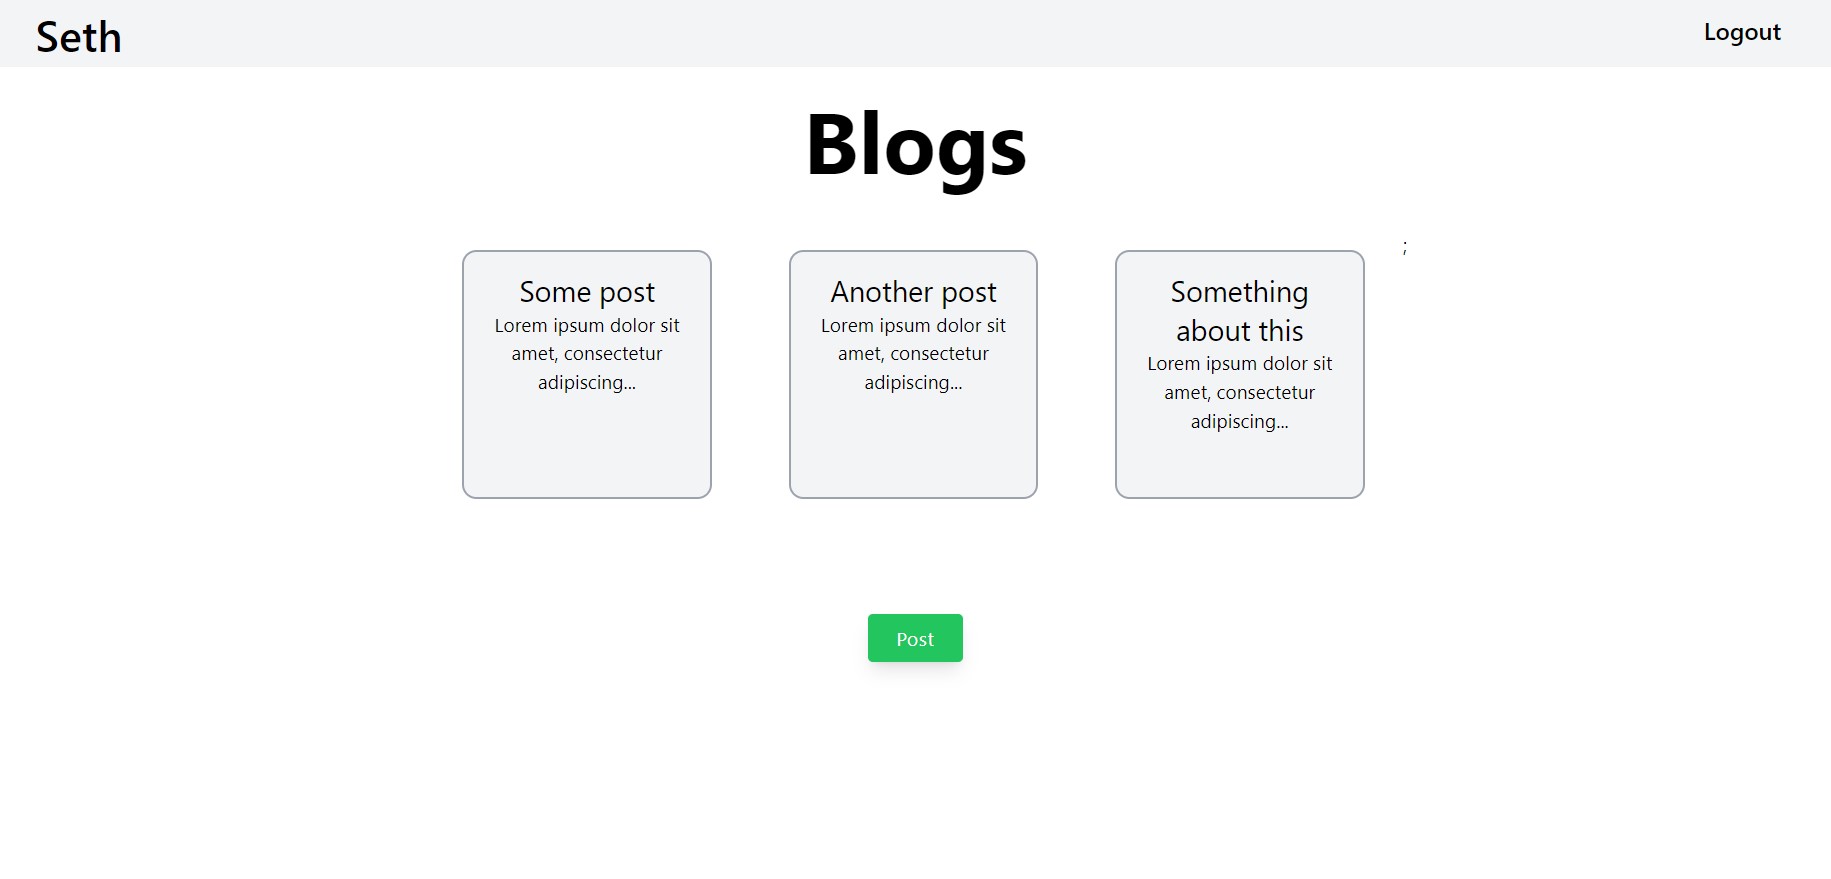 Seth
Logout
Blogs
Some post
Lorem ipsum dolor sit
amet, consectetur
adipiscing...
Another post
Lorem ipsum dolor sit
amet, consectetur
adipiscing...
Something
about this
Lorem ipsum dolor sit
amet, consectetur
adipiscing...
;
Post